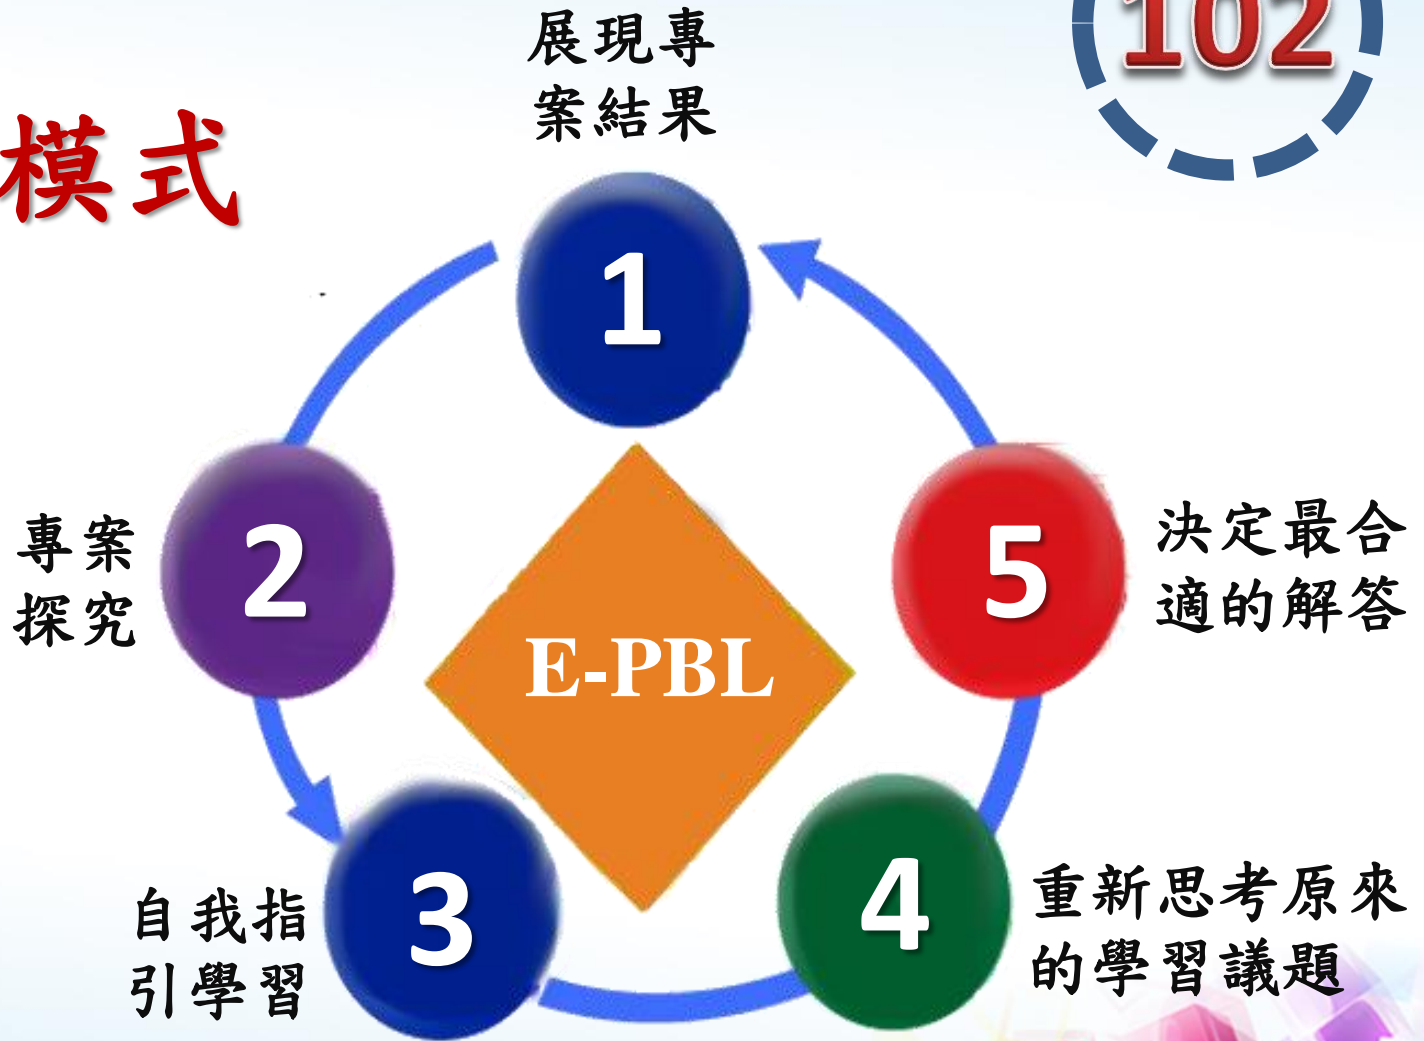 102
模式
展現專
案結果
1
2
專案
探究
3
自我指
引學習
4
重新思考原來
的學習議題
5
決定最合
適的解答
E-PBL